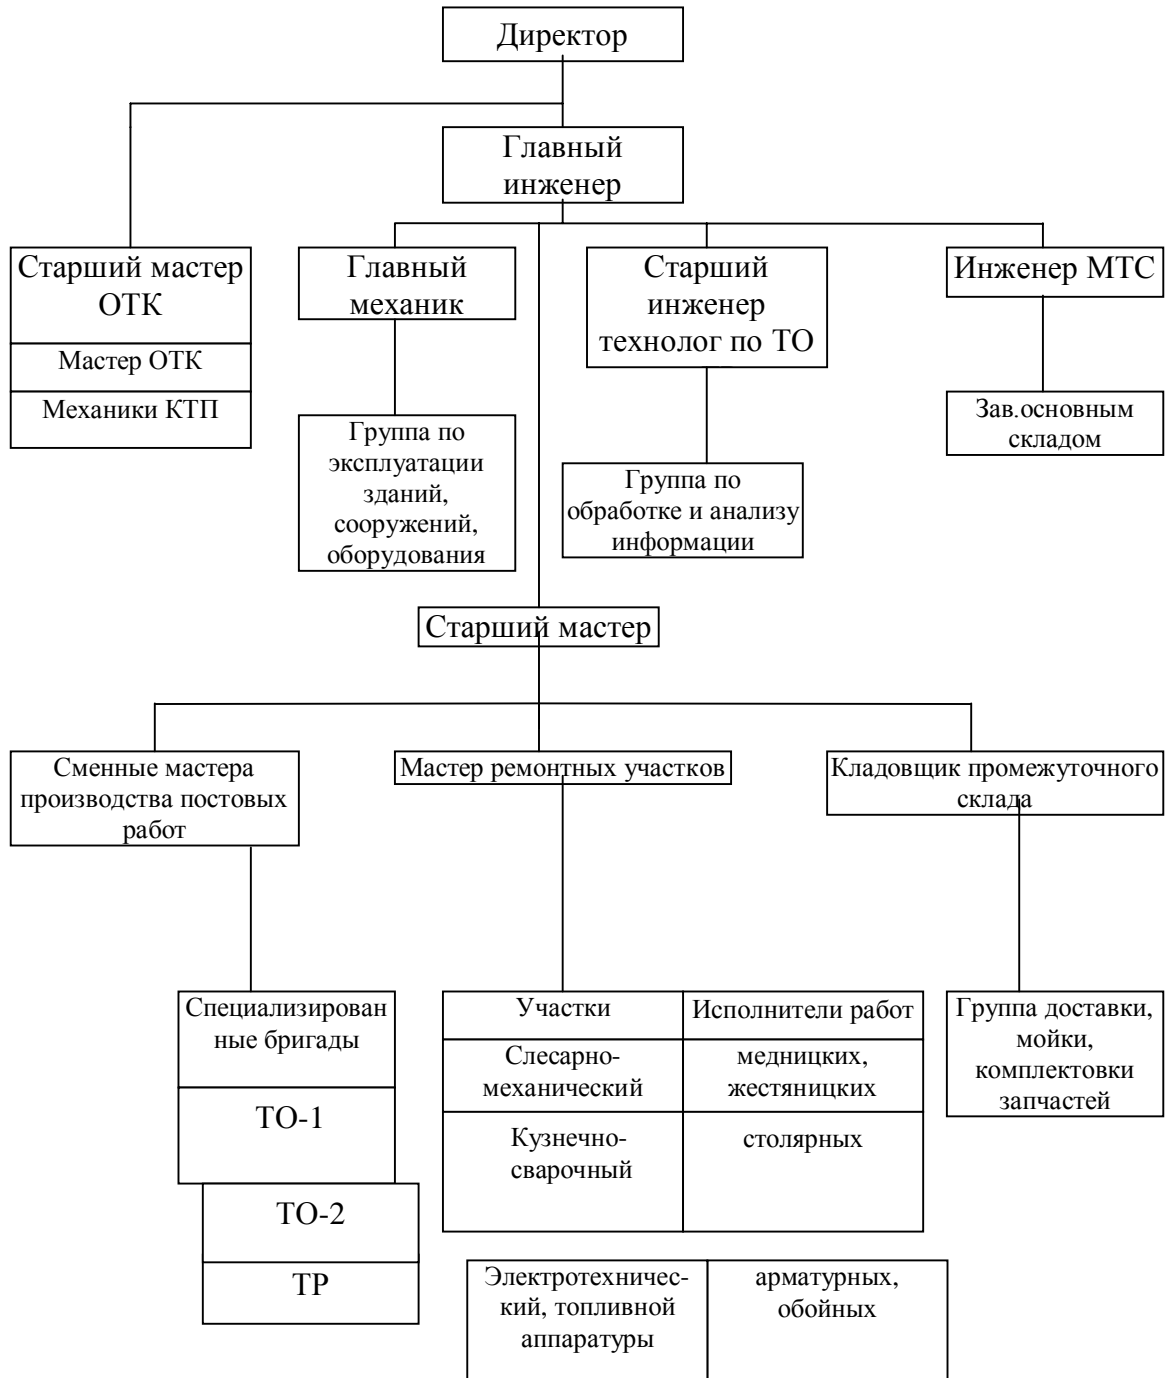 Директор
Главный
инженер
Старший мастер
ОТК
Мастер ОТК
Механики КТП
Главный
механик
Старший
инженер
технолог по ТО
Инженер МТС
Группа по
эксплуатации
зданий,
сооружений,
оборудования
Группа по
обработке и анализу
информации
Зав.основным
складом
Старший мастер
Сменные мастера
производства постовых
работ
Мастер ремонтных участков
Кладовщик промежуточного
склада
Специализирован
ные бригады
ТО-1
ТО-2
ТР
Участки
Исполнители работ
Слесарно-
механический
медницких,
жестяницких
Кузнечно-
сварочный
столярных
Электротехничес-
кий, топливной
аппаратуры
арматурных,
обойных
Группа доставки,
мойки,
комплектовки
запчастей